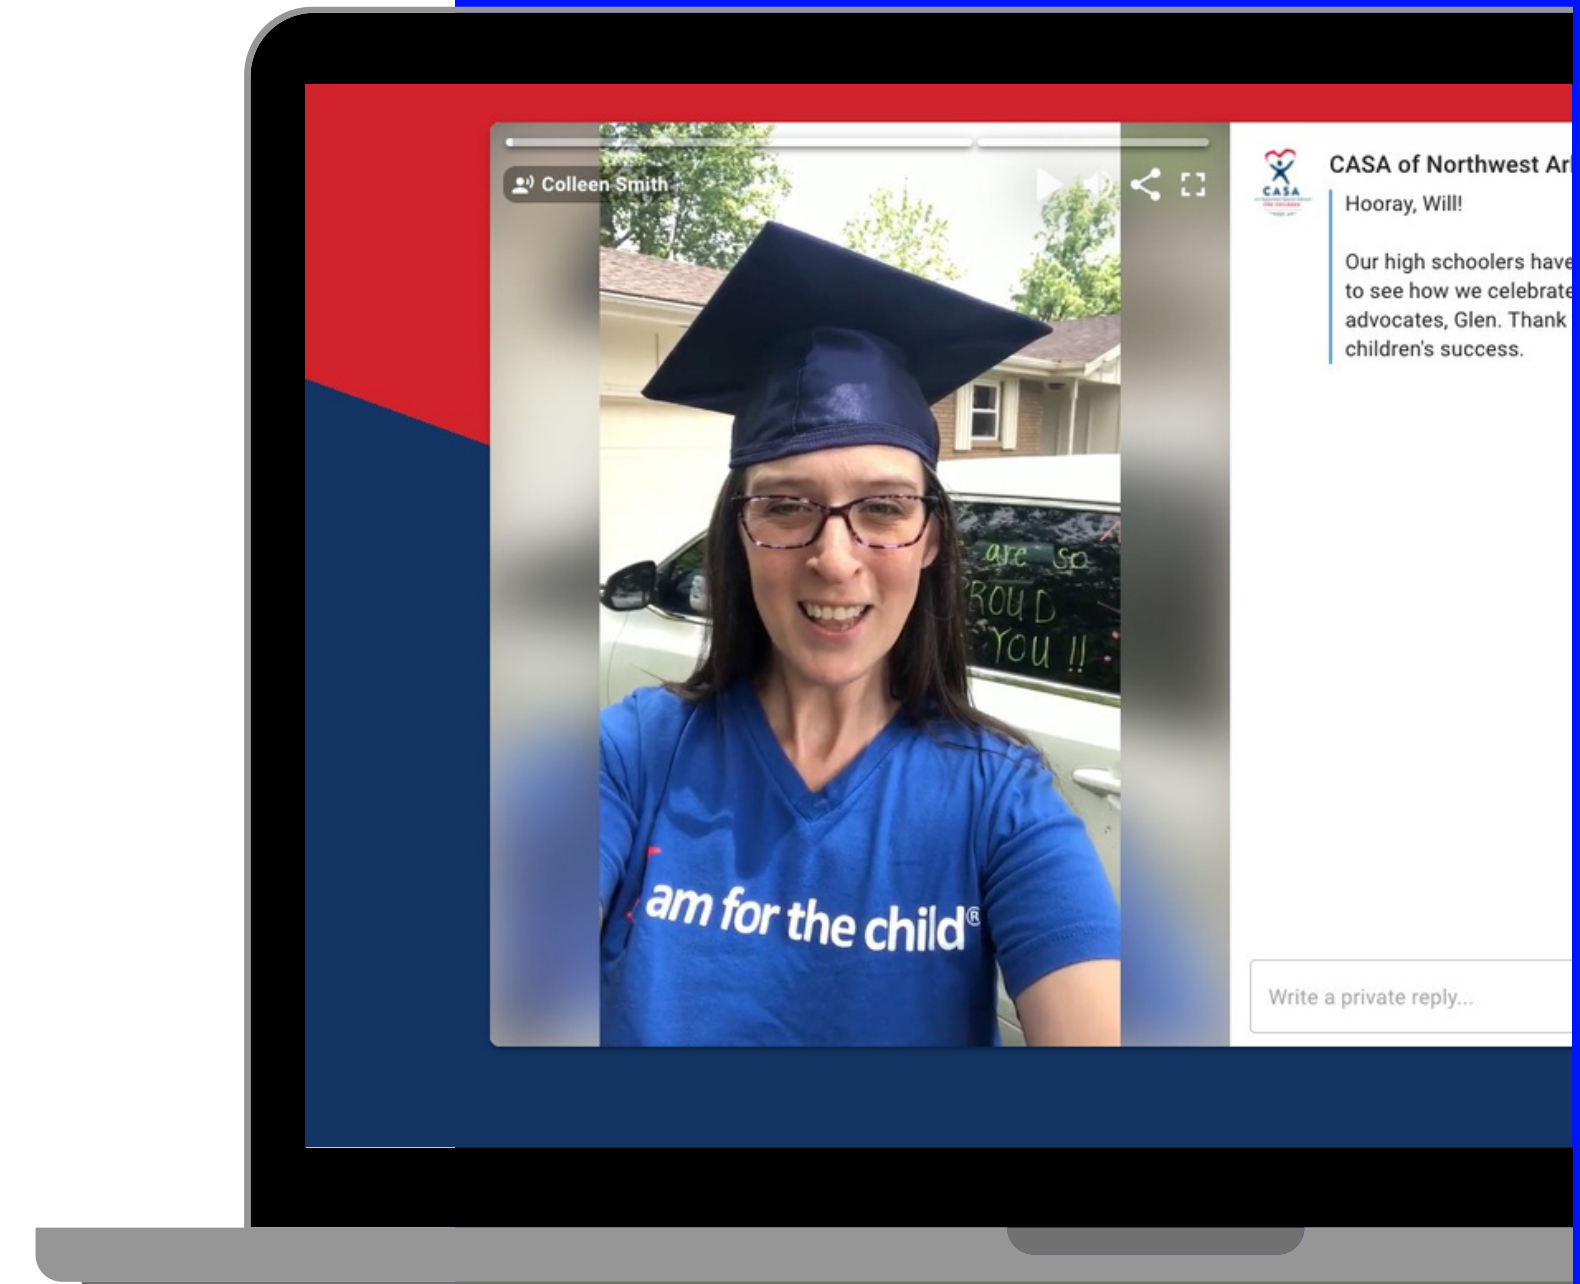 Colleen Smith
are so
ROUD
YOU !!
am for the child®
CASA
CASA of Northwest
Hooray, Will!
Our high schoolers have
to see how we celebrate
advocates, Glen. Thank
children's success.
Write a private reply...